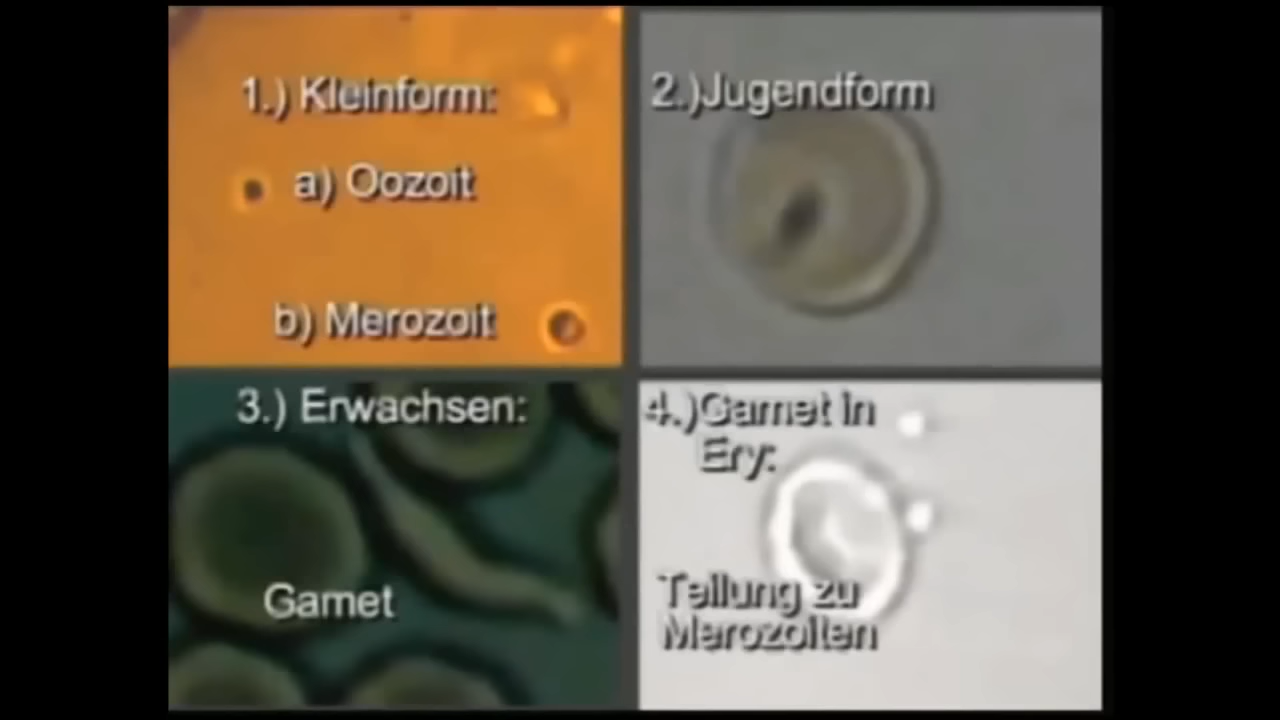 1.) Kleinform:
a) Oozoit
b) Merozoit
2.)Jugendform
3.) Erwachsen:
Gamet
4.)Gamet in
Ery:
Teilung zu
Merozoiten